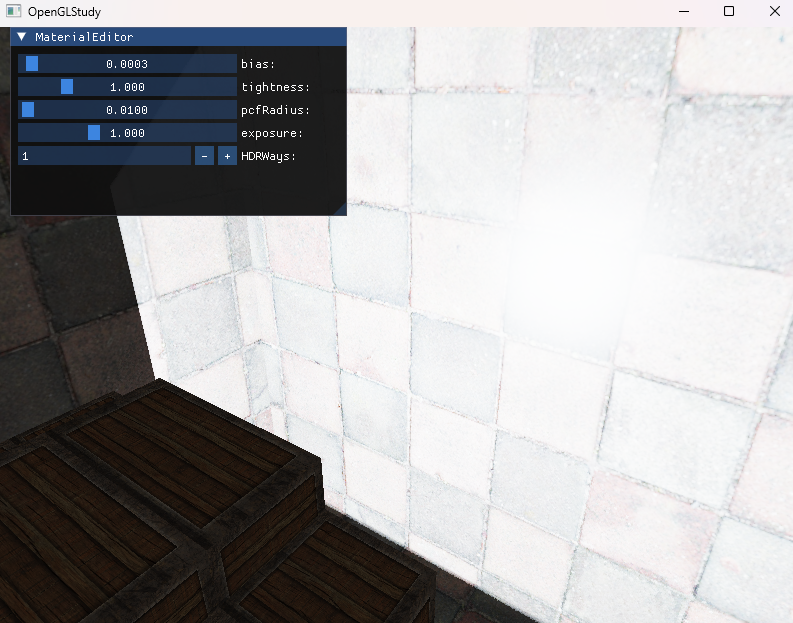 OpenGLStudy
MaterialEditor
0.0003 bias:
1.000 tightness:
0.0100 pcfRadius:
1.000 exposure:
1 - + HDRWays: